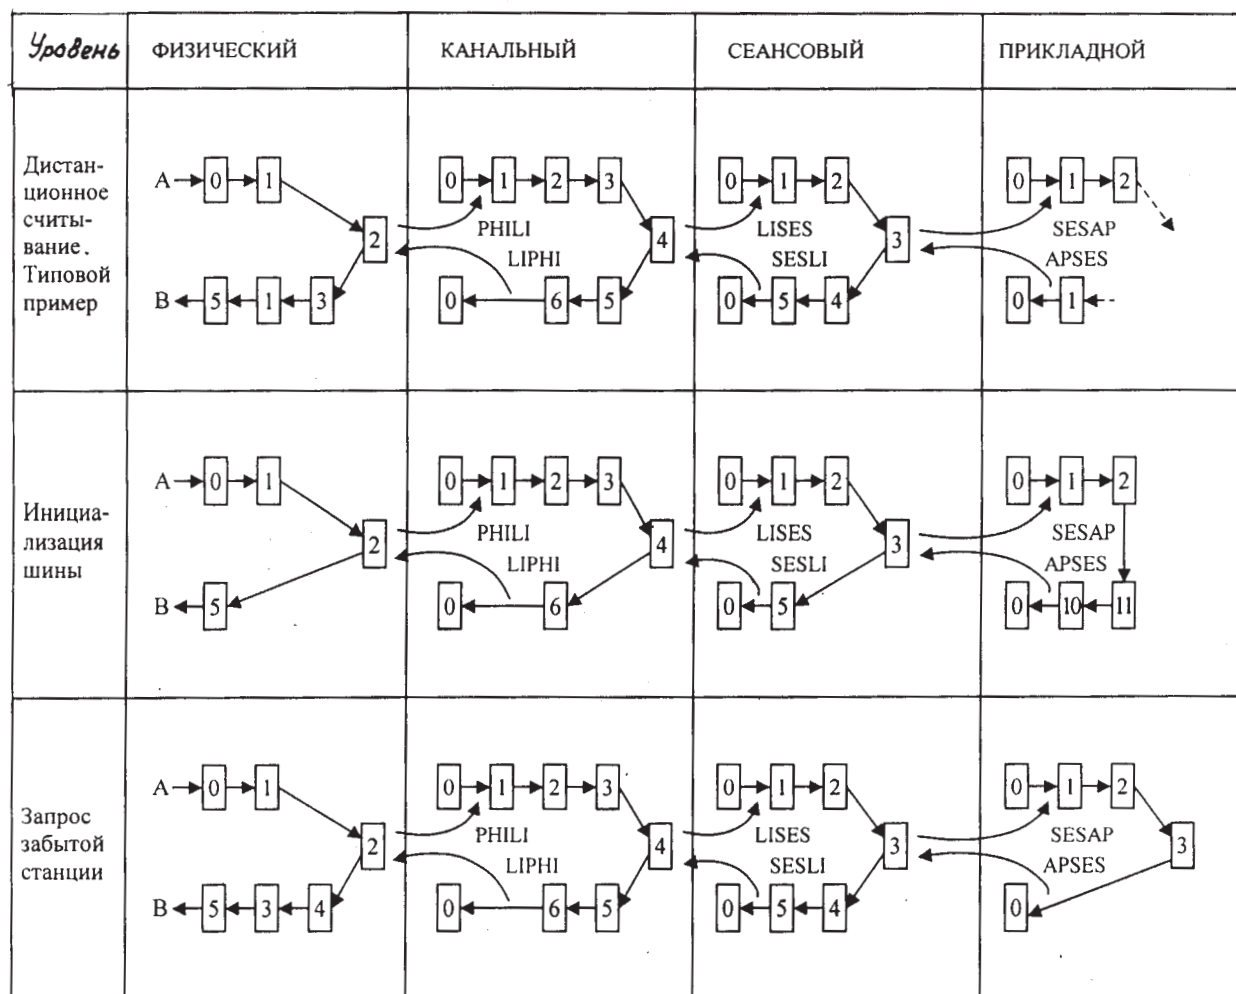 Уровень
ФИЗИЧЕСКИЙ
КАНАЛЬНЫЙ
СЕАНСОВЫЙ
ПРИКЛАДНОЙ
Дистан-
ционное
считы-
вание.
Типовой
пример
A 0 1
2
B 5 1 3
0 1 2 3
PHILI
4
LIPHI
0 6 5
0 1 2
LISES
3
SESLI
0 5 4
0 1 2
SESAP
APSES
0 1
Инициа-
лизация
шины
A 0 1
2
B 5
0 1 2 3
PHILI
4
LIPHI
0 6
0 1 2
LISES
3
SESLI
0 5
0 1 2
SESAP
APSES
0 10 11
Запрос
забытой
станции
A 0 1
2
B 5 3 4
0 1 2 3
PHILI
4
LIPHI
0 6 5
0 1 2
LISES
3
SESLI
0 5 4
0 1 2
SESAP
3
APSES
0